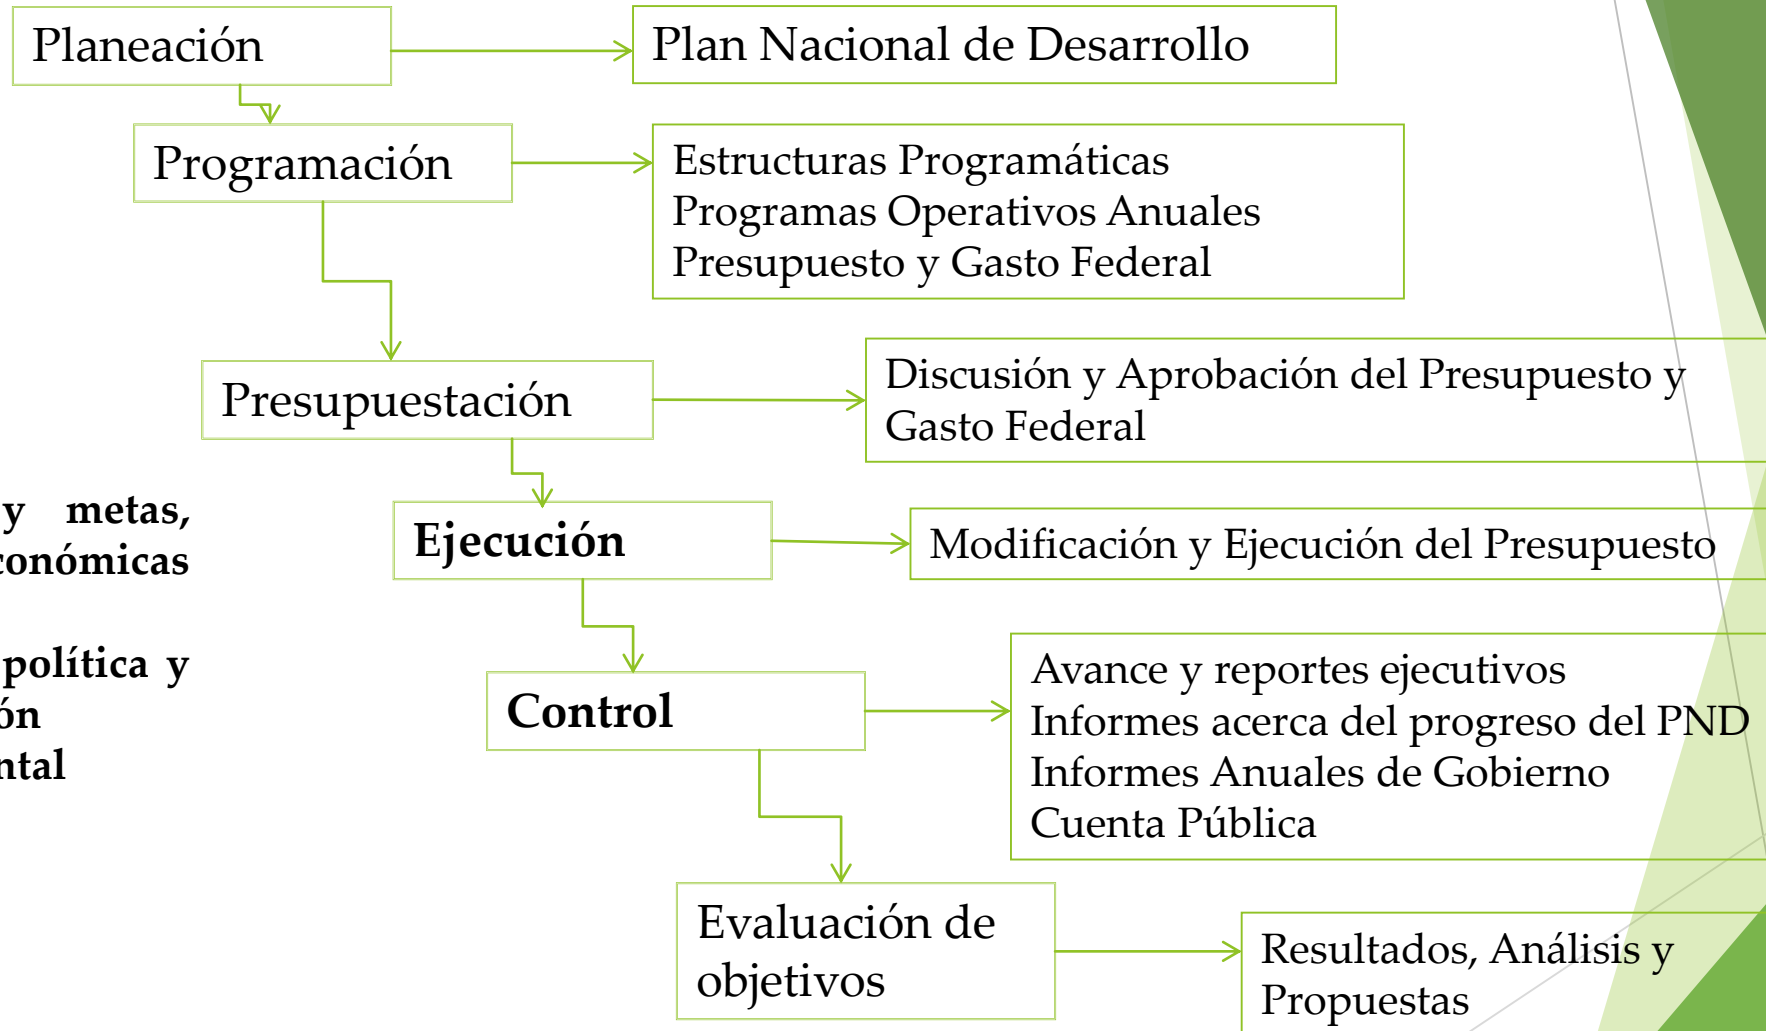 Planeación
Plan Nacional de Desarrollo
Programación
Estructuras Programáticas
Programas Operativos Anuales
Presupuesto y Gasto Federal
Presupuestación
Discusión y Aprobación del Presupuesto y
Gasto Federal
y metas,
Ejecución
Modificación y Ejecución del Presupuesto
política y
Control
Avance y reportes ejecutivos
Informes acerca del progreso del PND
Informes Anuales de Gobierno
Cuenta Pública
Evaluación de
objetivos
Resultados, Análisis y
Propuestas